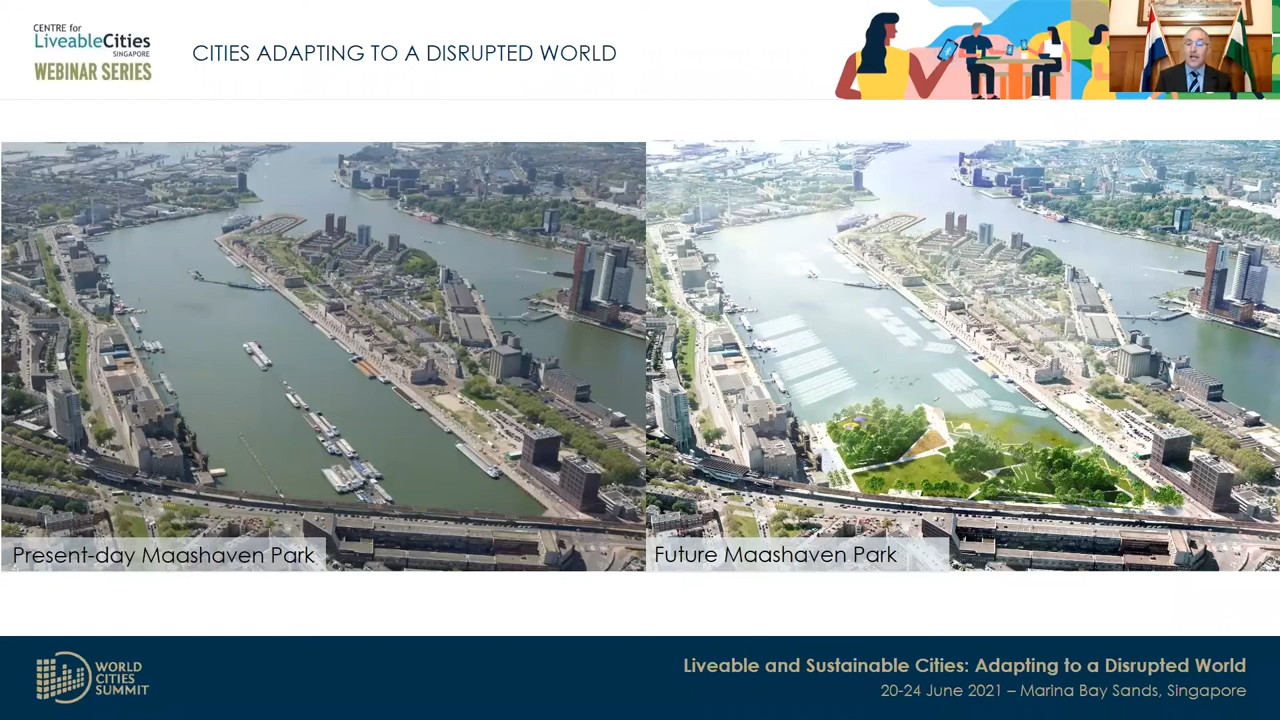 CENTRE for
LiveableCities
SINGAPORE
WEBINAR SERIES
CITIES ADAPTING TO A DISRUPTED WORLD
Present-day Maashaven Park
Future Maashaven Park
WORLD
CITIES
SUMMIT
Liveable and Sustainable Cities: Adapting to a Disrupted World
20-24 June 2021 – Marina Bay Sands, Singapore